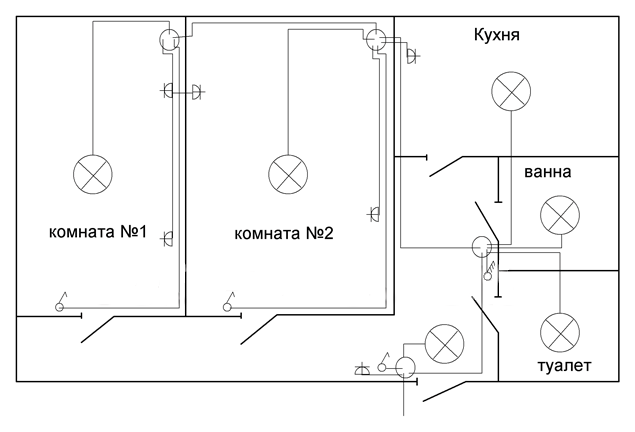 Кухня
ванна
комната №1
комната №2
туалет